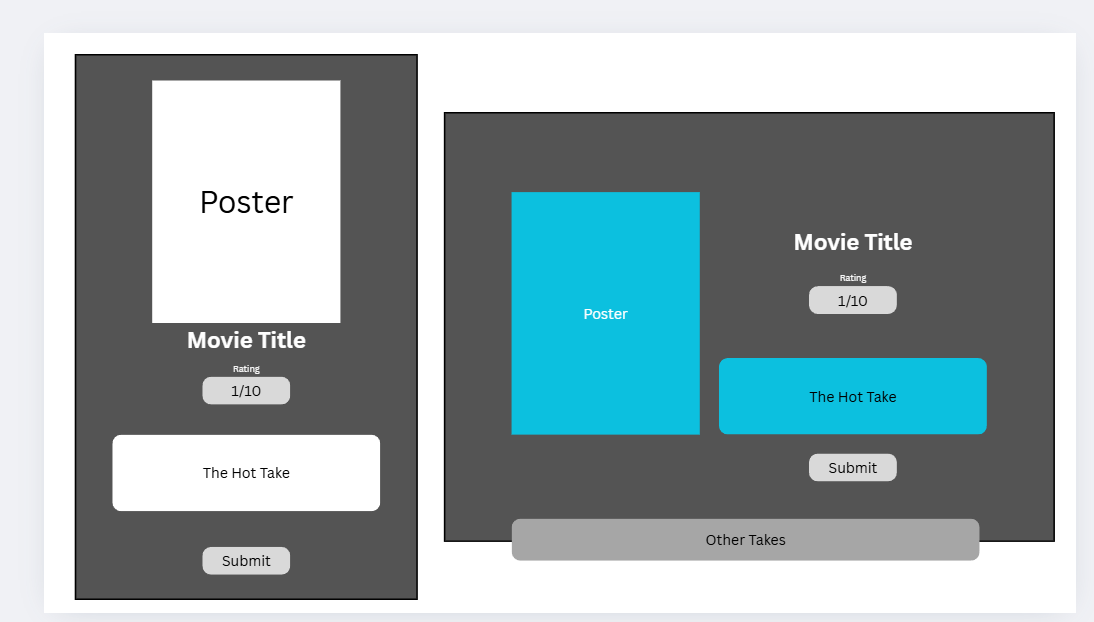 Poster
Movie Title
Rating
1/10
The Hot Take
Submit
Poster
Movie Title
Rating
1/10
The Hot Take
Submit
Other Takes